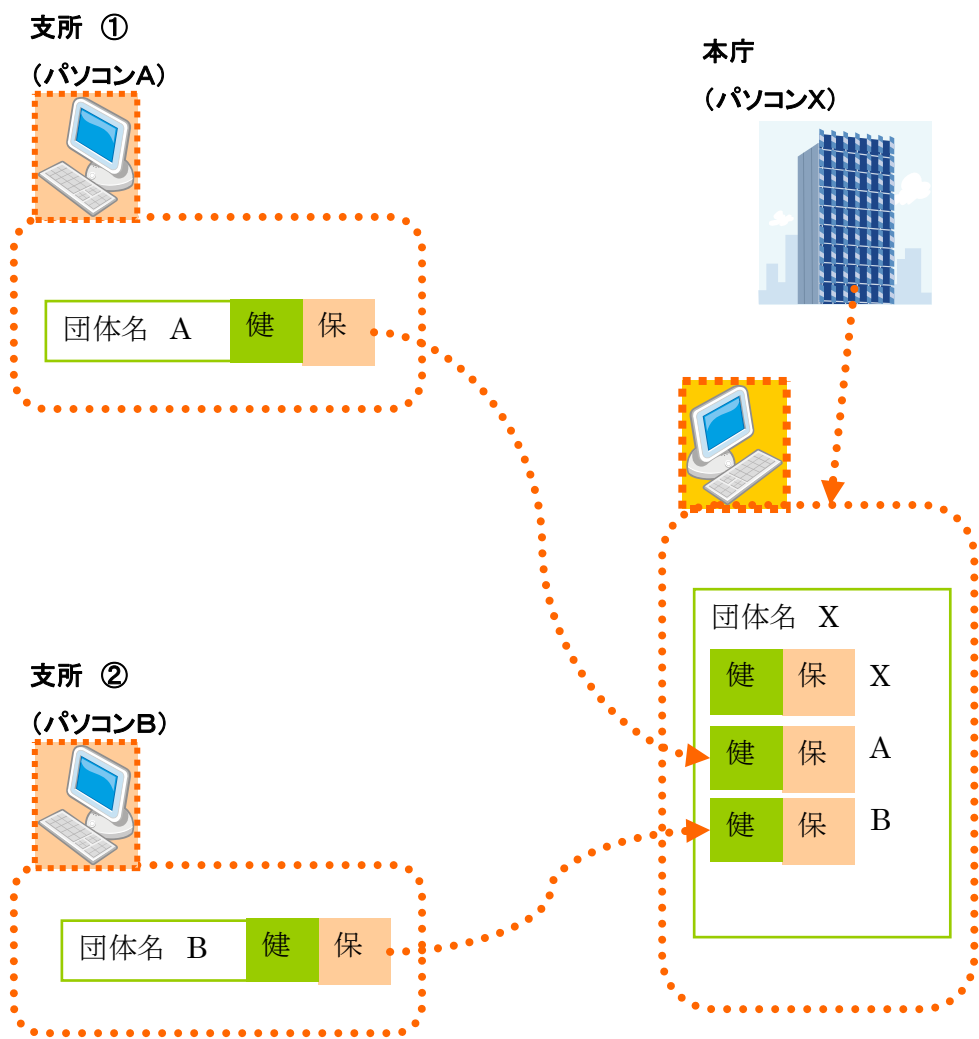 支所 ①
（パソコンA）
団体名 A 健 保
本庁
（パソコンX）
団体名 X
健 保 X
健 保 A
健 保 B
支所 ②
（パソコンB）
団体名 B 健 保